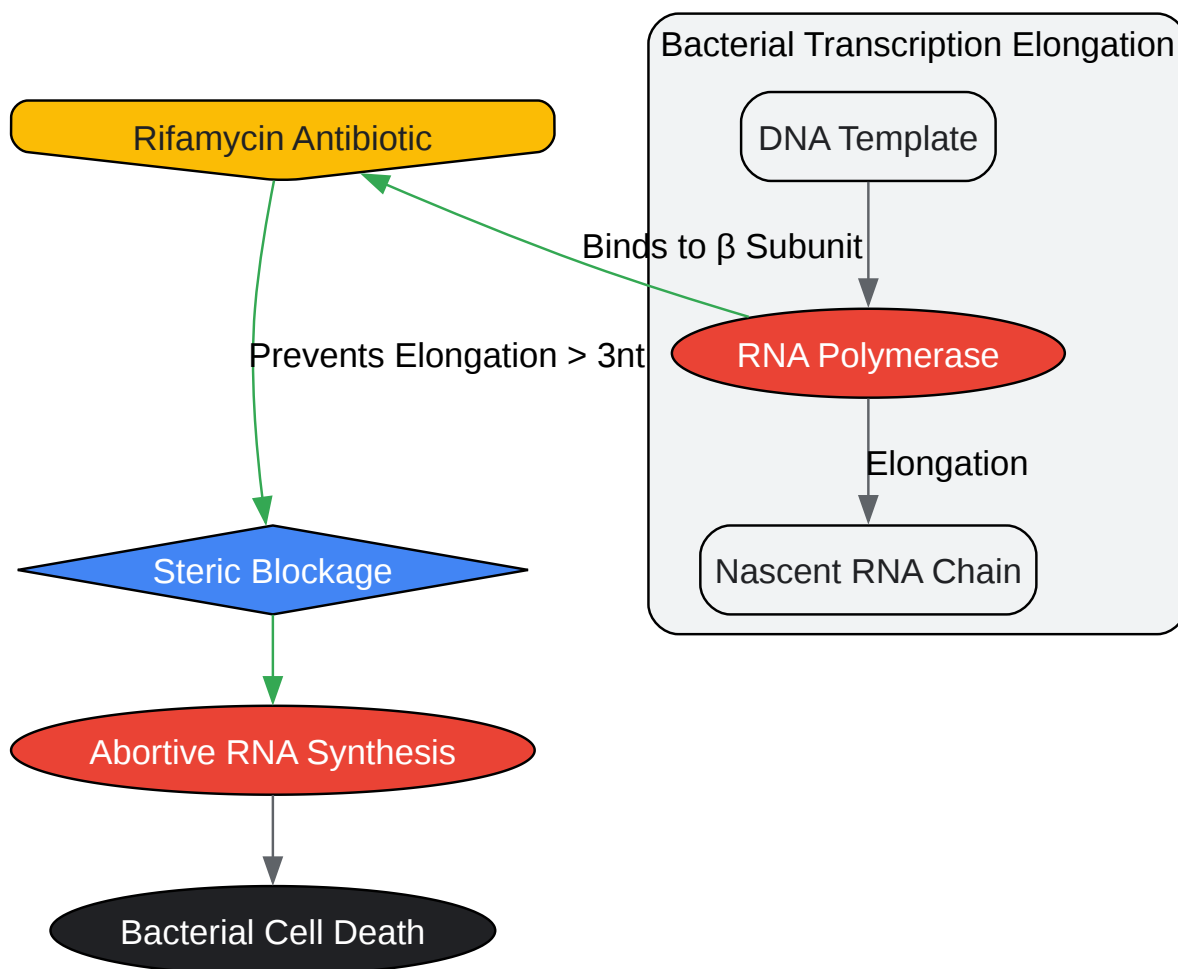 Bacterial Transcription Elongation
Rifamycin Antibiotic
DNA Template
Binds to β Subunit
Prevents Elongation > 3nt
RNA Polymerase
Elongation
Steric Blockage
Nascent RNA Chain
Abortive RNA Synthesis
Bacterial Cell Death